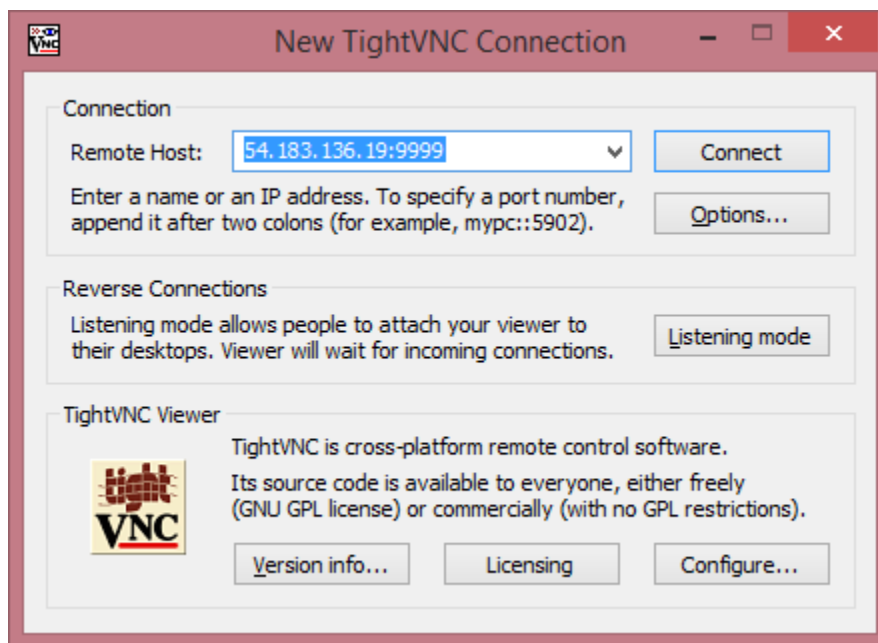 VNC
New TightVNC Connection
Connection
Remote Host: 54.183.136.19:9999 Connect
Enter a name or an IP address. To specify a port number,
append it after two colons (for example, mypc::5902).
Options...
Reverse Connections
Listening mode allows people to attach your viewer to
their desktops. Viewer will wait for incoming connections.
Listening mode
TightVNC Viewer
tight
VNC
TightVNC is cross-platform remote control software.
Its source code is available to everyone, either freely
(GNU GPL license) or commercially (with no GPL restrictions).
Version info... Licensing Configure...